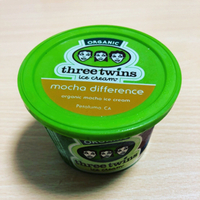 ORGANIC
three twins
ice cream
mocha difference
organic mocha ice cream
Petaluma, CA
ORGANIC
three twins